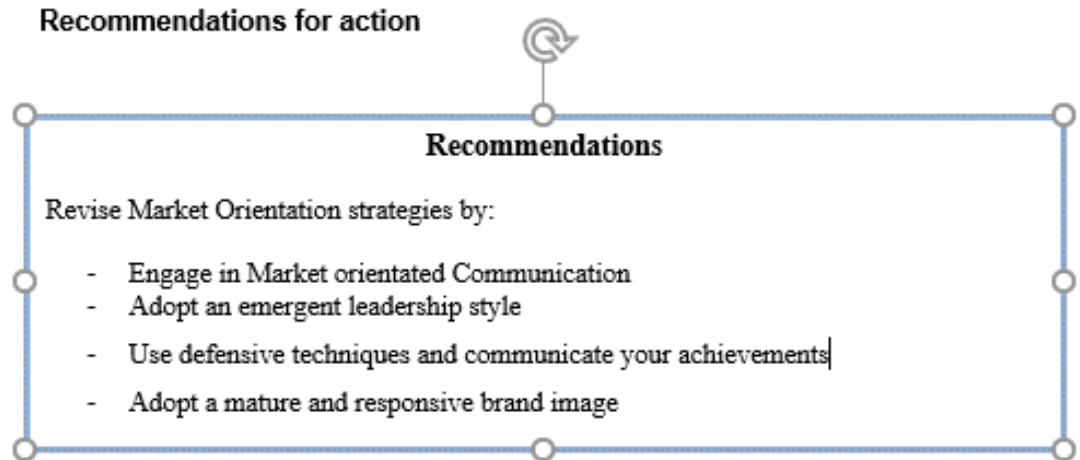 Recommendations for action
Recommendations
Revise Market Orientation strategies by:
- Engage in Market orientated Communication
- Adopt an emergent leadership style
- Use defensive techniques and communicate your achievements
- Adopt a mature and responsive brand image